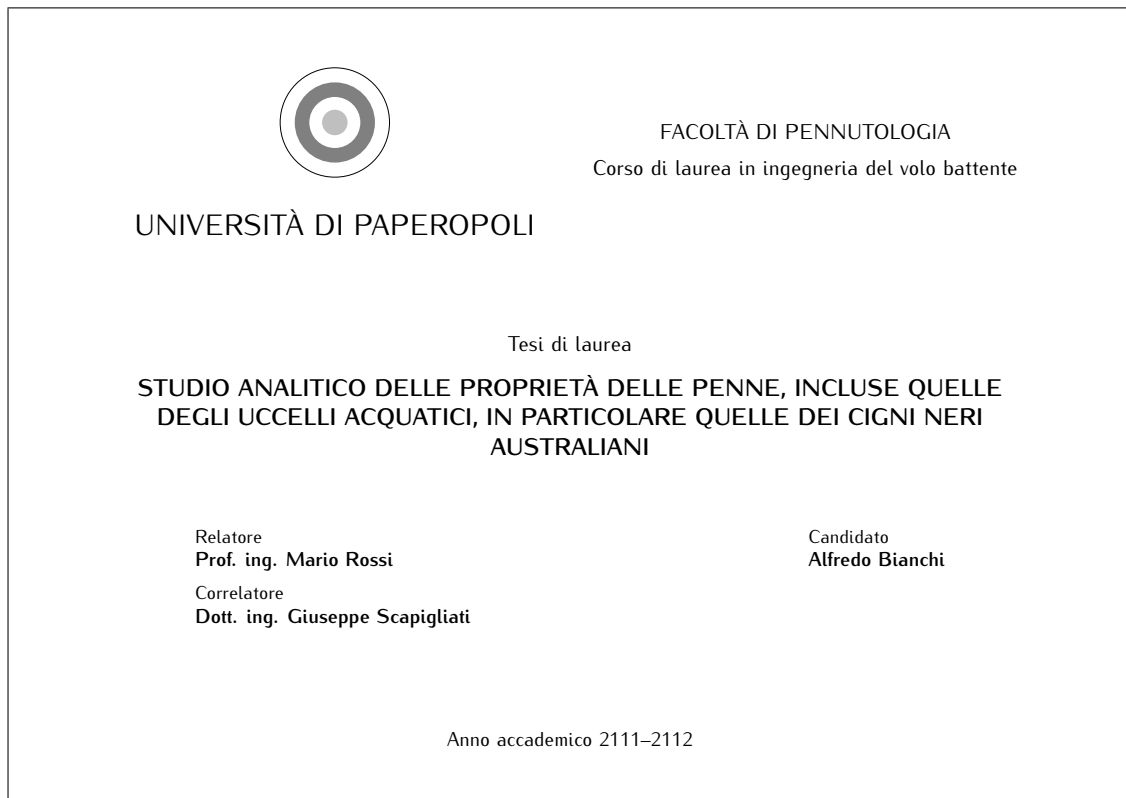 FACOLTÀ DI PENNUTOLOGIA
Corso di laurea in ingegneria del volo battente
UNIVERSITÀ DI PAPEROPOLI
Tesi di laurea
STUDIO ANALITICO DELLE PROPRIETÀ DELLE PENNE, INCLUSE QUELLE
DEGLI UCCELLI ACQUATICI, IN PARTICOLARE QUELLE DEI CIGNI NERI
AUSTRALIANI
Relatore
Prof. ing. Mario Rossi
Correlatore
Dott. ing. Giuseppe Scapigliati
Candidato
Alfredo Bianchi
Anno accademico 2111–2112